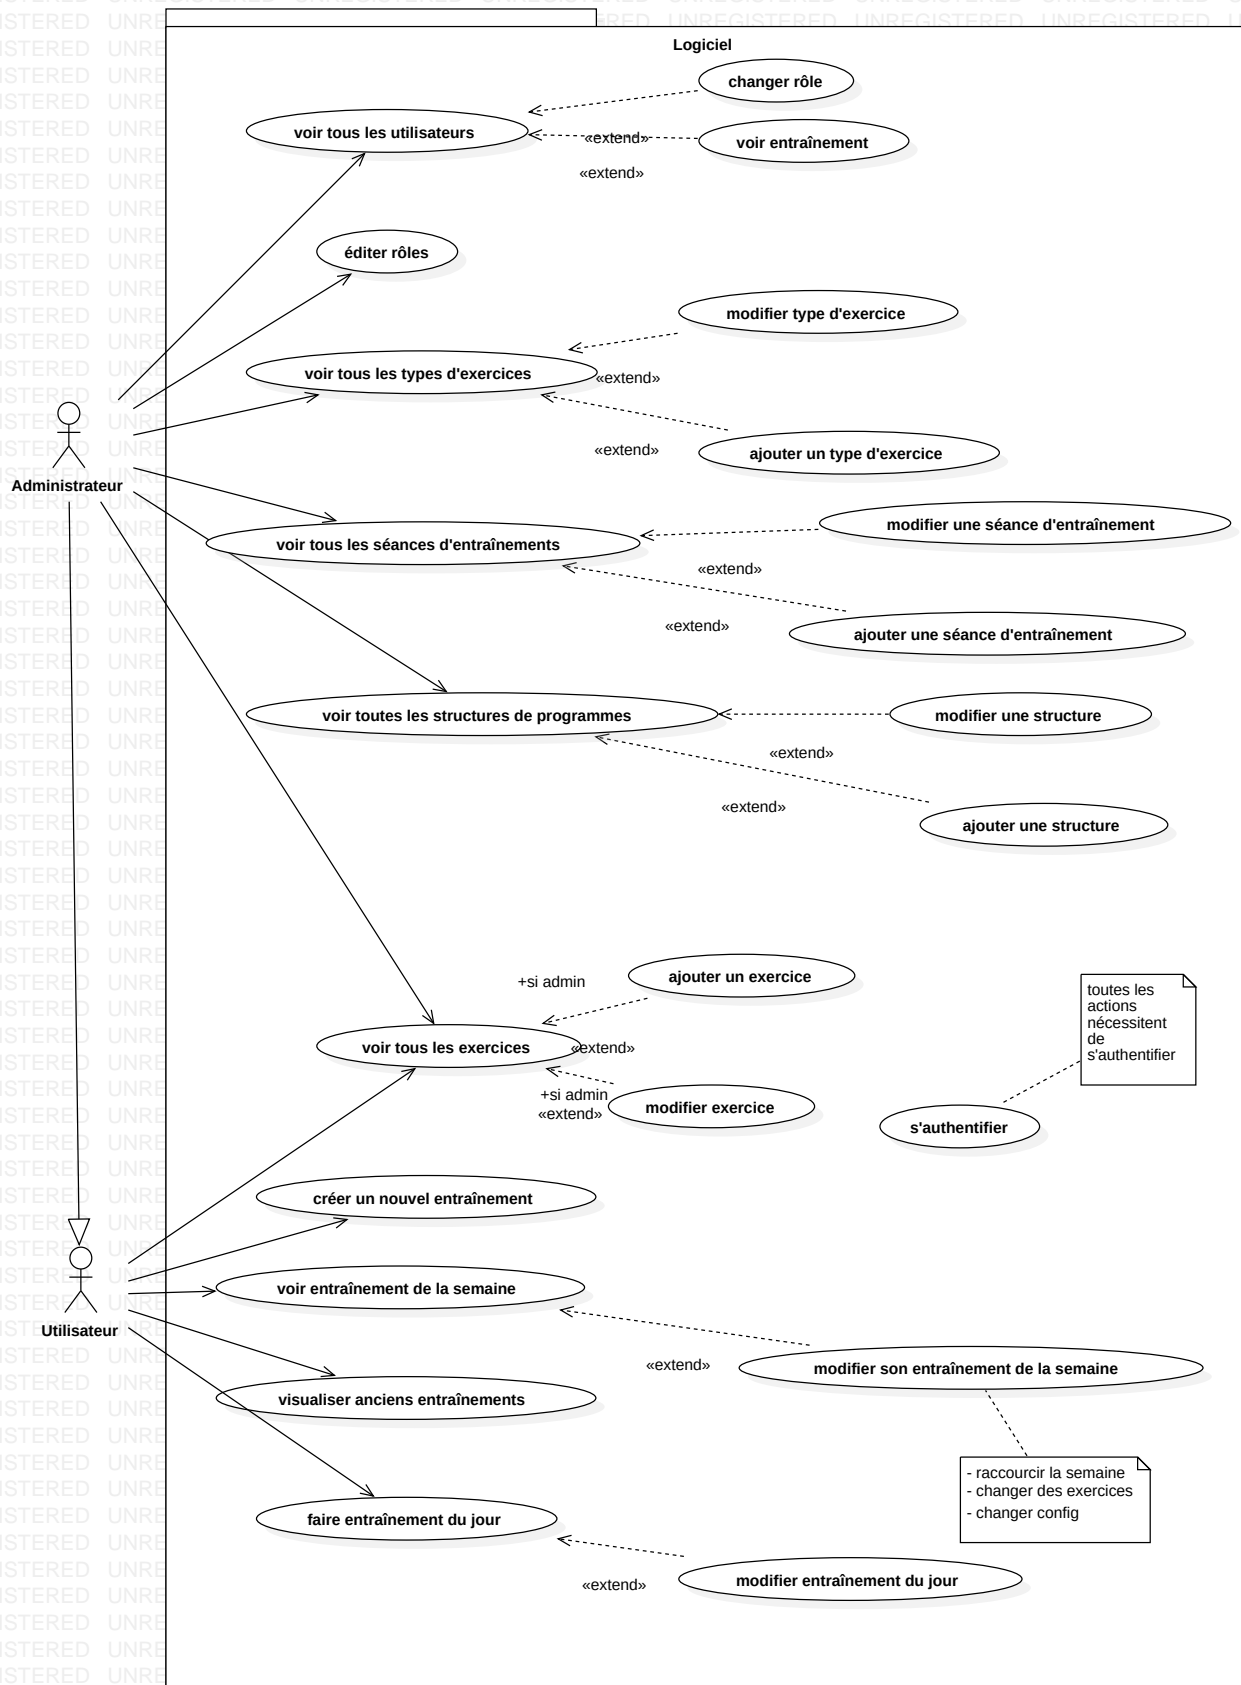 Logiciel
changer rôle
voir tous les utilisateurs
«extend»
voir entraînement
«extend»
éditer rôles
modifier type d'exercice
voir tous les types d'exercices
«extend»
«extend»
ajouter un type d'exercice
Administrateur
modifier une séance d'entraînement
voir tous les séances d'entraînements
«extend»
«extend»
ajouter une séance d'entraînement
voir toutes les structures de programmes
modifier une structure
«extend»
«extend»
ajouter une structure
+si admin
ajouter un exercice
toutes les
actions
nécessitent
de
s'authentifier
voir tous les exercices
«extend»
+si admin
«extend»
modifier exercice
s'authentifier
créer un nouvel entraînement
voir entraînement de la semaine
Utilisateur
«extend»
modifier son entraînement de la semaine
visualiser anciens entraînements
- raccourcir la semaine
- changer des exercices
- changer config
faire entraînement du jour
«extend»
modifier entraînement du jour
UNREGISTERED